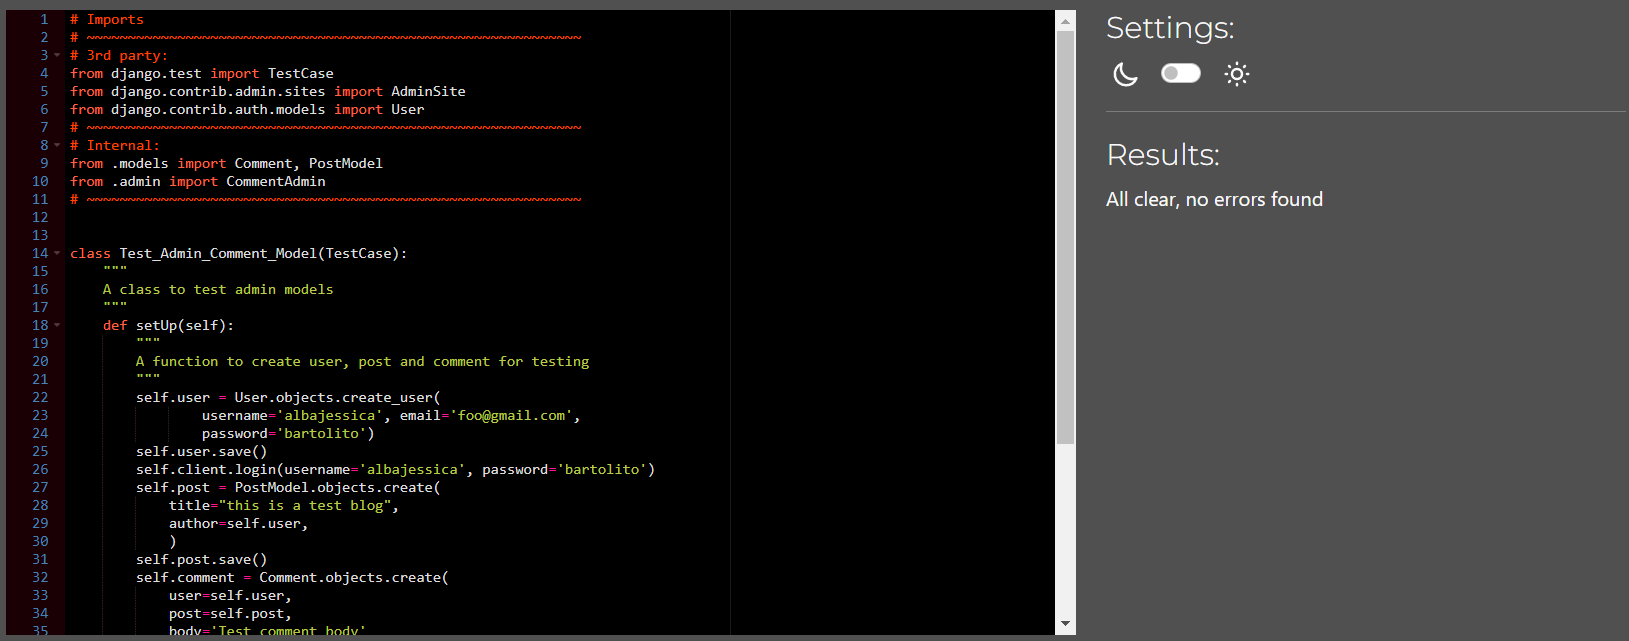 1 # Imports
2 # ~~~~~~~~~~~~~~~~~~~~~~~~~~~~~~~~~~~~~~~~~~~~~~~~~~~~~~~~~~~~
3 # 3rd party:
4 from django.test import TestCase
5 from django.contrib.admin.sites import AdminSite
6 from django.contrib.auth.models import User
7 # ~~~~~~~~~~~~~~~~~~~~~~~~~~~~~~~~~~~~~~~~~~~~~~~~~~~~~~~~~~~~
8 # Internal:
9 from .models import Comment, PostModel
10 from .admin import CommentAdmin
11 # ~~~~~~~~~~~~~~~~~~~~~~~~~~~~~~~~~~~~~~~~~~~~~~~~~~~~~~~~~~~~
12
13
14 class Test_Admin_Comment_Model(TestCase):
15     """
16     A class to test admin models
17     """
18     def setUp(self):
19         """
20         A function to create user, post and comment for testing
21         """
22         self.user = User.objects.create_user(
23                 username='albajessica', email='foo@gmail.com',
24                 password='bartolito')
25         self.user.save()
26         self.client.login(username='albajessica', password='bartolito')
27         self.post = PostModel.objects.create(
28             title="this is a test blog",
29             author=self.user,
30             )
31         self.post.save()
32         self.comment = Comment.objects.create(
33             user=self.user,
34             post=self.post,
35             body='Test comment body'
Settings:
Results:
All clear, no errors found